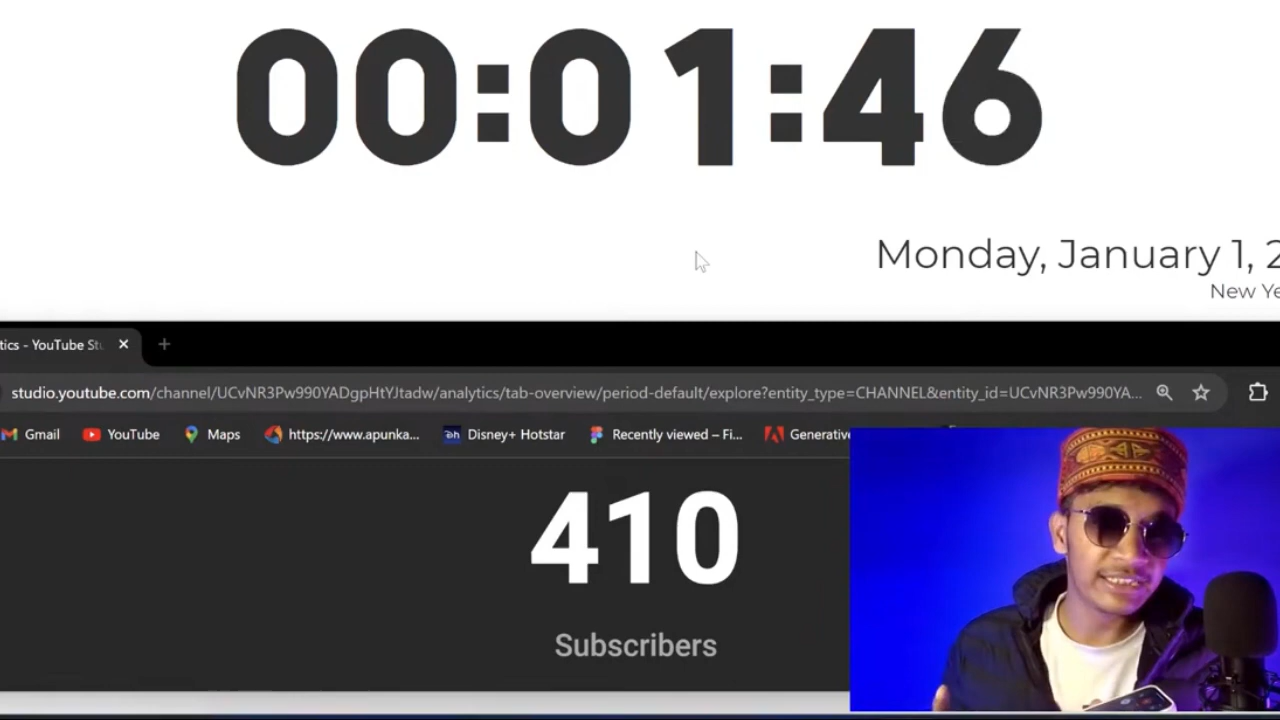 00:01:46
Monday, January 1, 2
New Ye
tics - YouTube Stu
studio.youtube.com/channel/UCvNR3Pw990YADgpHtYJtadw/analytics/tab-overview/period-default/explore?entity_type=CHANNEL&entity_id=UCvNR3Pw990YA...
Gmail YouTube Maps https://www.apunka... Disney+ Hotstar Recently viewed – Fi... Generative
410
Subscribers